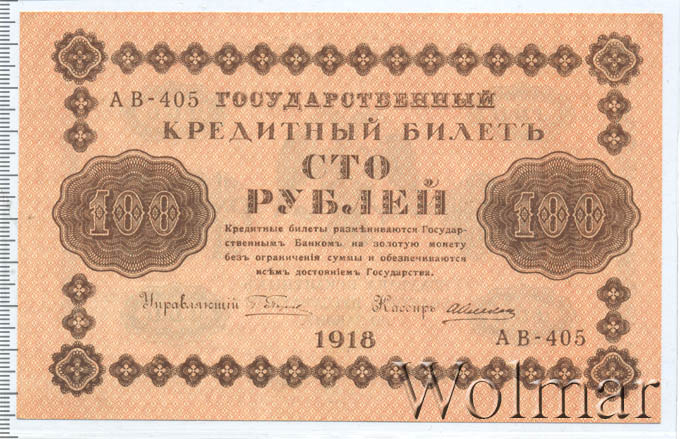 АВ-405 ГОСУДАРСТВЕННЫЙ
КРЕДИТНЫЙ БИЛЕТЪ
СТО
РУБЛЕЙ
100 100
Кредитные билеты размѣниваются Государ-
ственнымъ Банкомъ на золотую монету
безъ ограниченія суммы и обезпечиваются
всѣмъ достояніемъ Государства.
Управляющій Кассиръ
1918 АВ-405
Wolmar